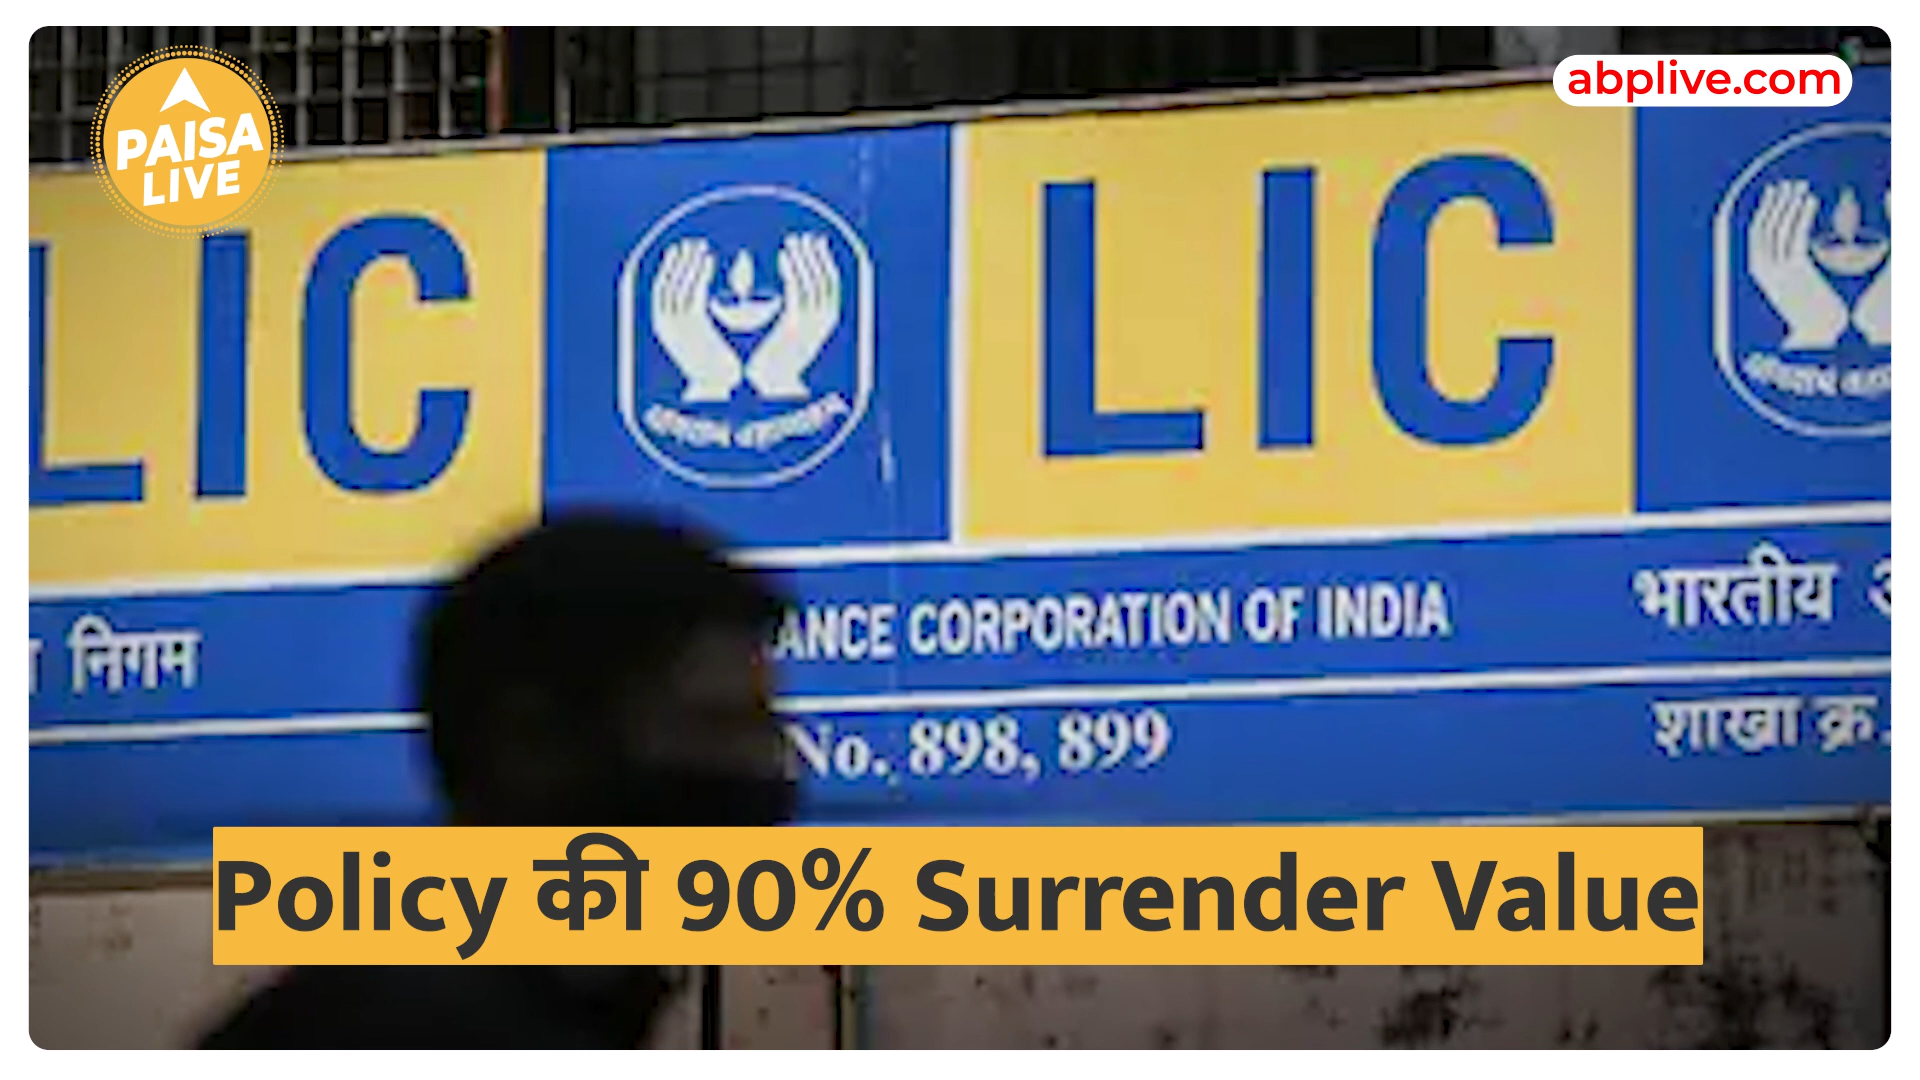 PAISA
LIVE
abplive.com
LIC
LIC
ANCE CORPORATION OF INDIA
भारतीय
निगम
No. 898, 899
शाखा क्र.
Policy की 90% Surrender Value